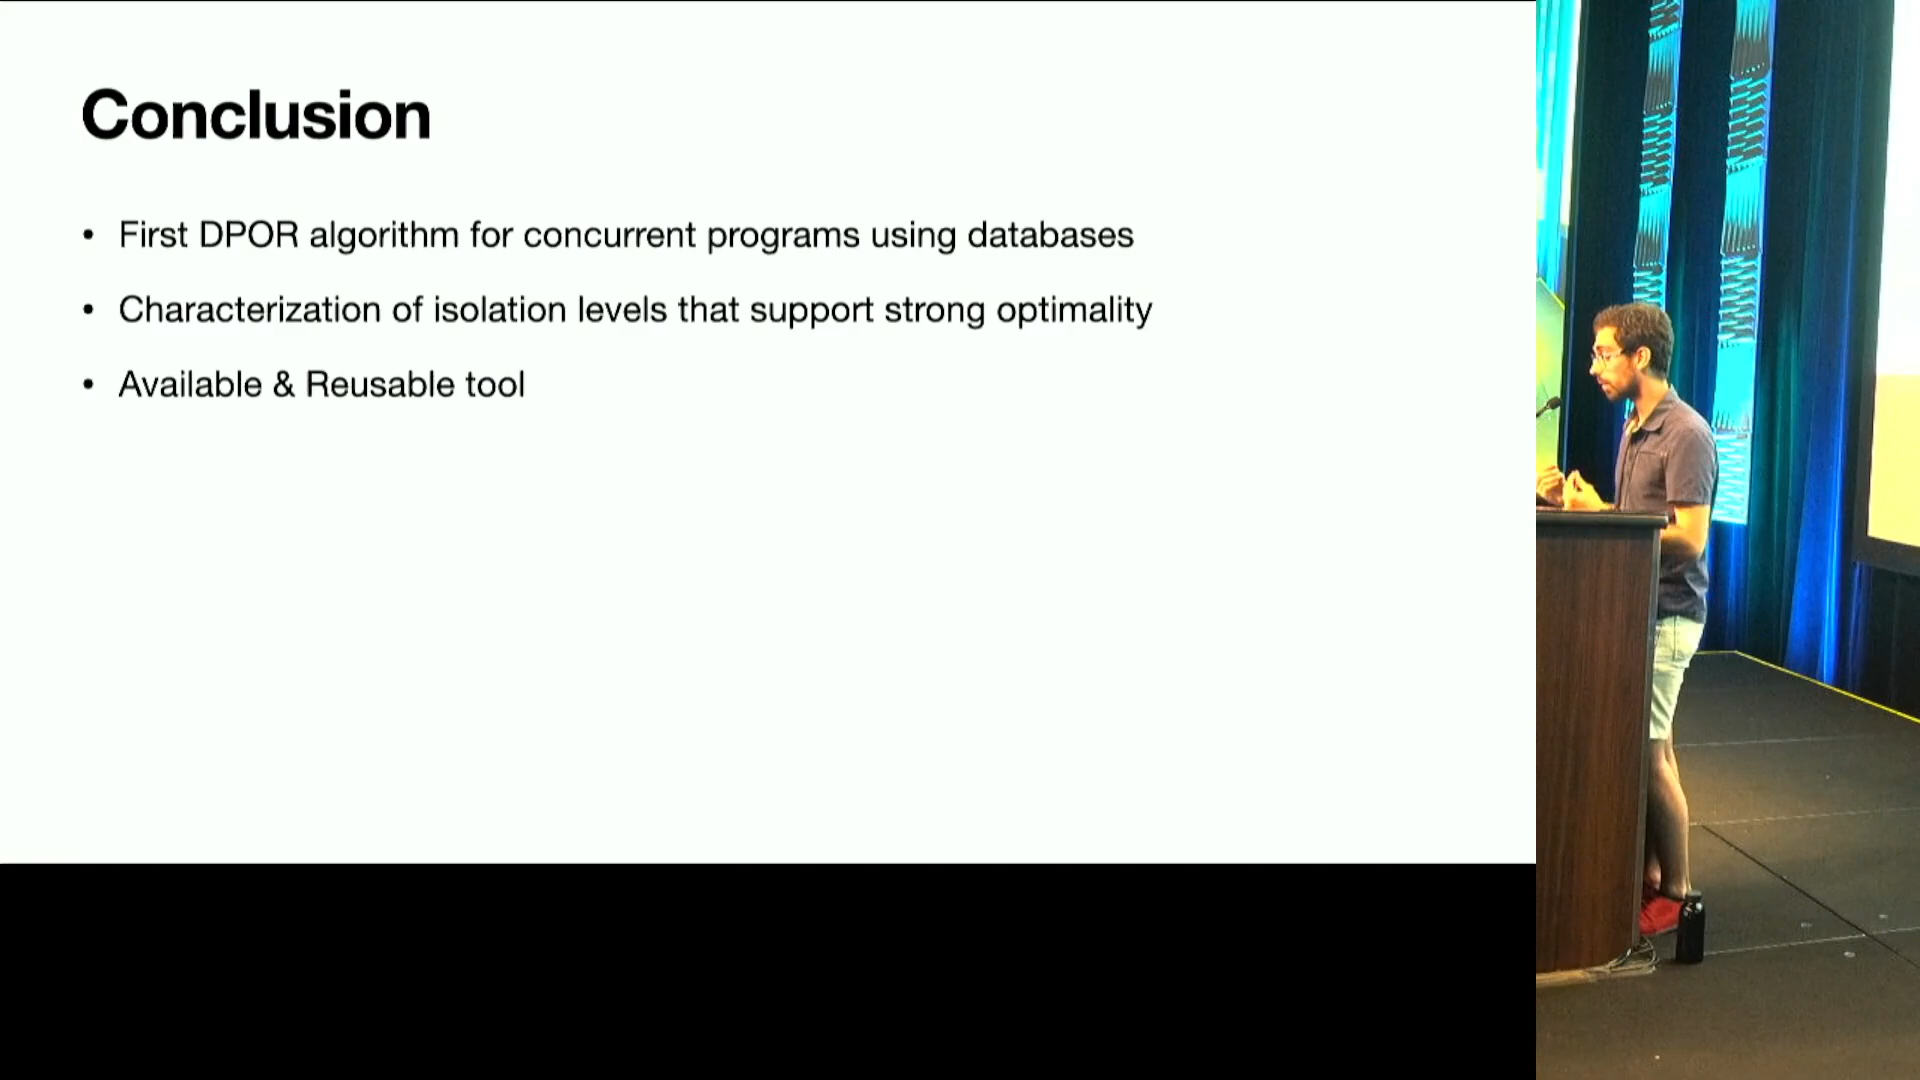 Conclusion
• First DPOR algorithm for concurrent programs using databases
• Characterization of isolation levels that support strong optimality
• Available & Reusable tool